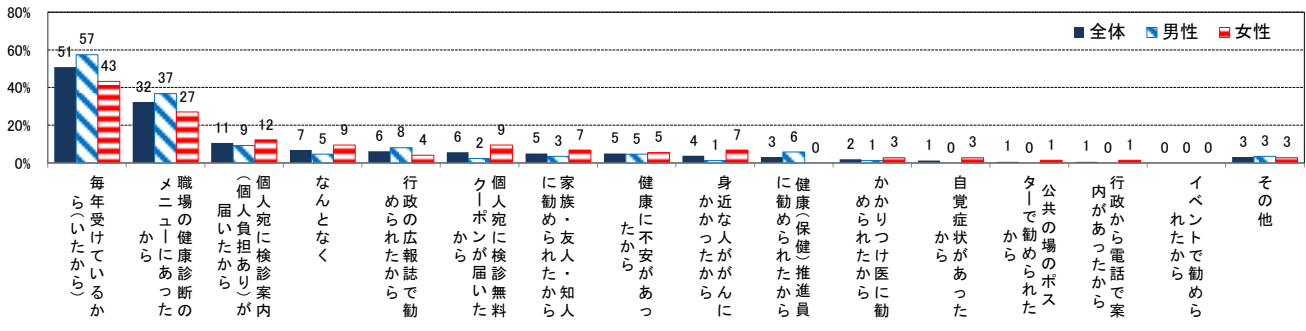 80%
60%
40%
20%
0%
全体 男性 女性
51 57 43
32 37 27
11 9 12
7 5 9
6 8 4
6 2 9
5 3 7
5 5 5
4 1 7
3 6 0
2 1 3
1 0 3
1 0 1
1 0 1
0 0 0
3 3 3
毎年受けているか
ら(いたから)
職場の健康診断の
メニューにあった
から
個人宛に検診案内
(個人負担あり)が
届いたから
なんとなく
行政の広報誌で勧
められたから
個人宛に検診無料
クーポンが届いた
から
家族・友人・知人
に勧められたから
健康に不安があっ
たから
身近な人ががんに
かかったから
健康(保健)推進員
に勧められたから
かかりつけ医に勧
められたから
自覚症状があった
から
公共の場のポス
ターで勧められた
から
行政から電話で案
内があったから
イベントで勧めら
れたから
その他